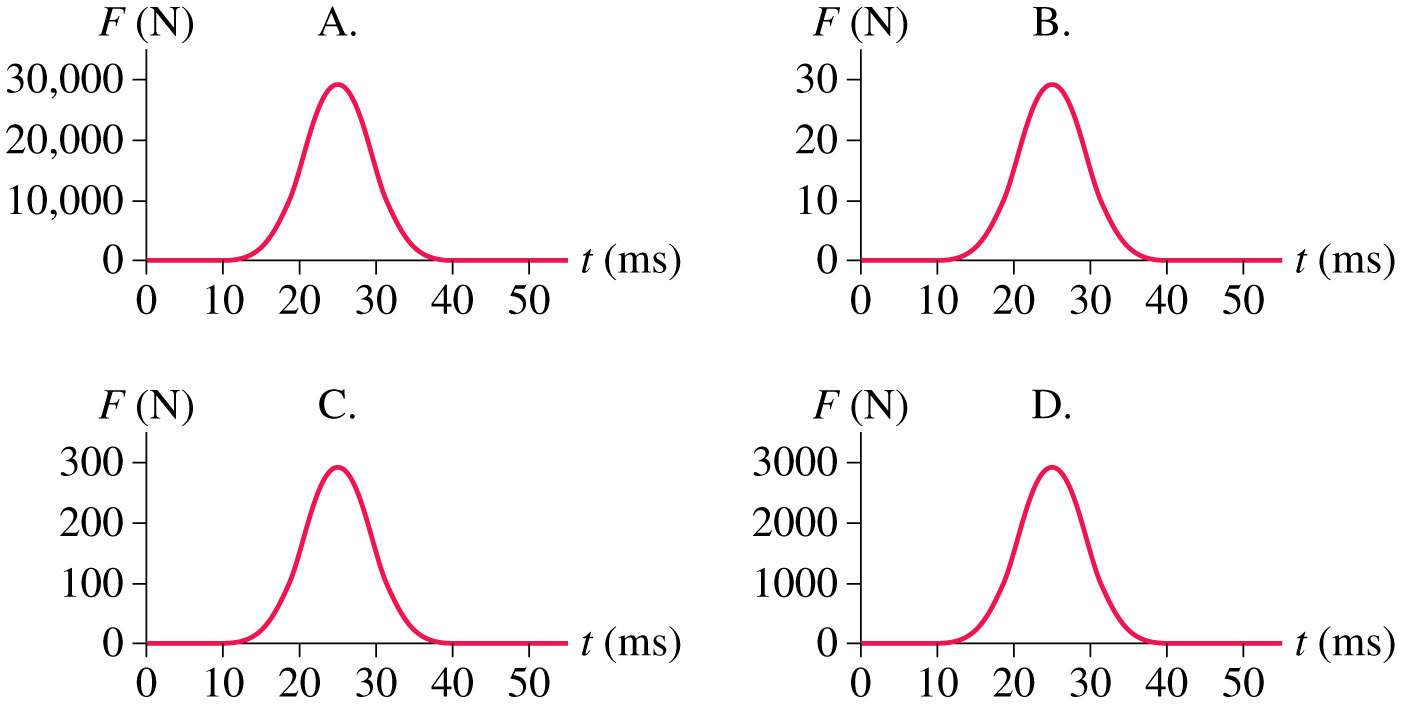 F (N) A.
30,000
20,000
10,000
0
t (ms)
0 10 20 30 40 50
F (N) B.
30
20
10
0
t (ms)
0 10 20 30 40 50
F (N) C.
300
200
100
0
t (ms)
0 10 20 30 40 50
F (N) D.
3000
2000
1000
0
t (ms)
0 10 20 30 40 50